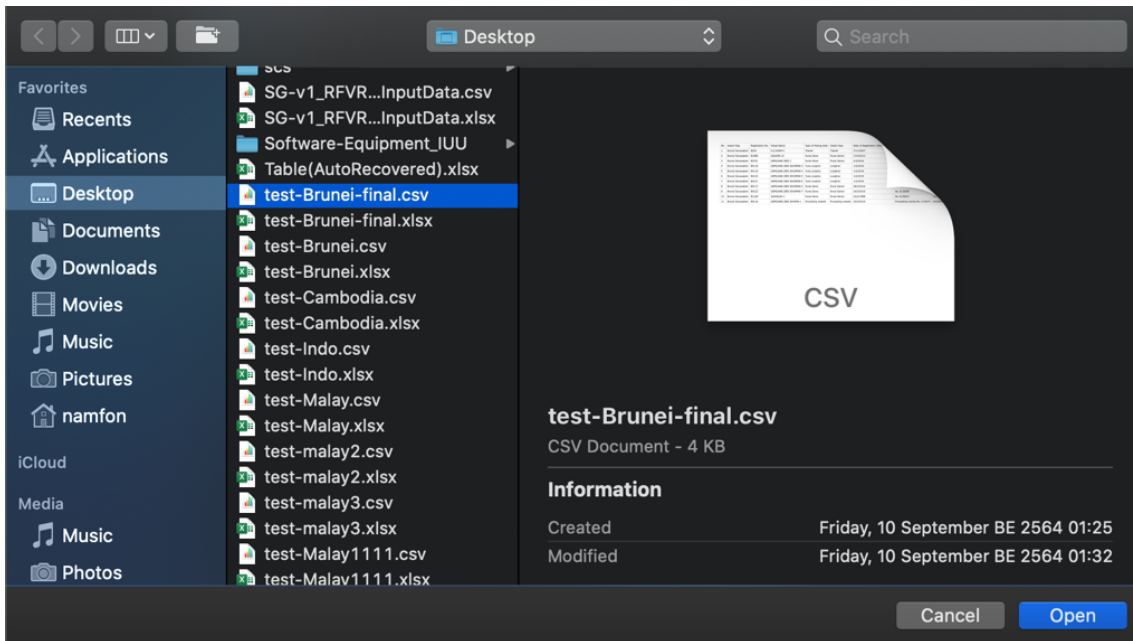 Desktop
Search
Favorites
Recents
Applications
Desktop
Documents
Downloads
Movies
Music
Pictures
namfon
iCloud
Media
Music
Photos
scs
SG-v1_RFVR...InputData.csv
SG-v1_RFVR...InputData.xlsx
Software-Equipment_IUU
Table(AutoRecovered).xlsx
test-Brunei-final.csv
test-Brunei-final.xlsx
test-Brunei.csv
test-Brunei.xlsx
test-Cambodia.csv
test-Cambodia.xlsx
test-Indo.csv
test-Indo.xlsx
test-Malay.csv
test-Malay.xlsx
test-malay2.csv
test-malay2.xlsx
test-malay3.csv
test-malay3.xlsx
test-Malay1111.csv
test-Malay1111.xlsx
CSV
test-Brunei-final.csv
CSV Document - 4 KB
Information
Created Friday, 10 September BE 2564 01:25
Modified Friday, 10 September BE 2564 01:32
Cancel Open